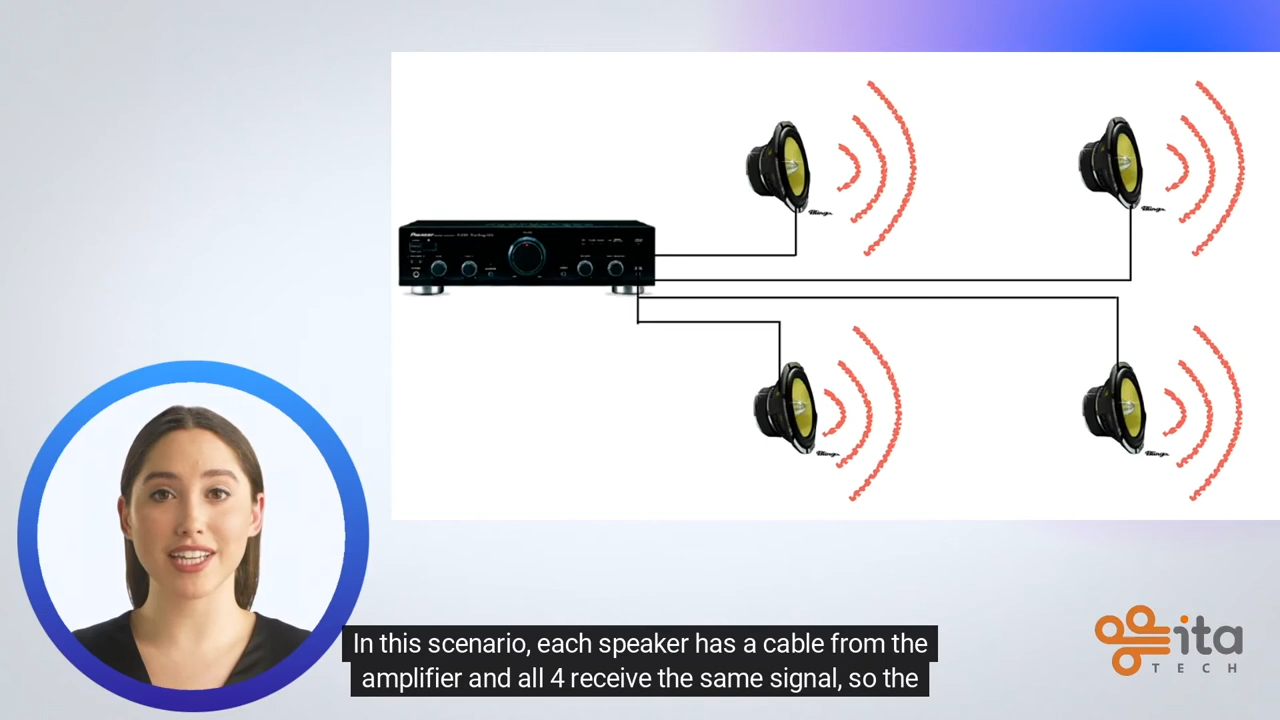 Pioneer
ita
TECH
In this scenario, each speaker has a cable from the
amplifier and all 4 receive the same signal, so the